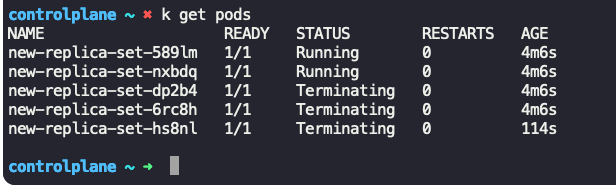 controlplane ~ ✖ k get pods
NAME READY STATUS RESTARTS AGE
new-replica-set-589lm 1/1 Running 0 4m6s
new-replica-set-nxbdq 1/1 Running 0 4m6s
new-replica-set-dp2b4 1/1 Terminating 0 4m6s
new-replica-set-6rc8h 1/1 Terminating 0 4m6s
new-replica-set-hs8nl 1/1 Terminating 0 114s
controlplane ~ ➜